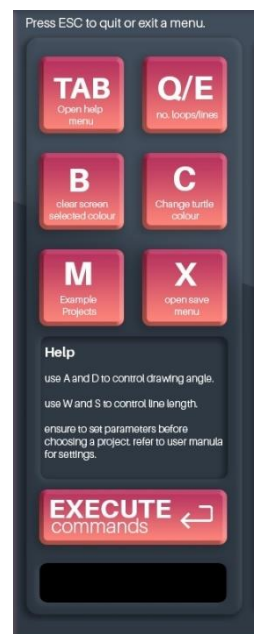 Press ESC to quit or exit a menu.
TAB
Open help
menu
Q/E
no. loops/lines
B
clear screen
selected colour
C
Change turtle
colour
M
Example
Projects
X
open save
menu
Help
use A and D to control drawing angle.
use W and S to control line length.
ensure to set parameters before
choosing a project. refer to user manula
for settings.
EXECUTE
commands